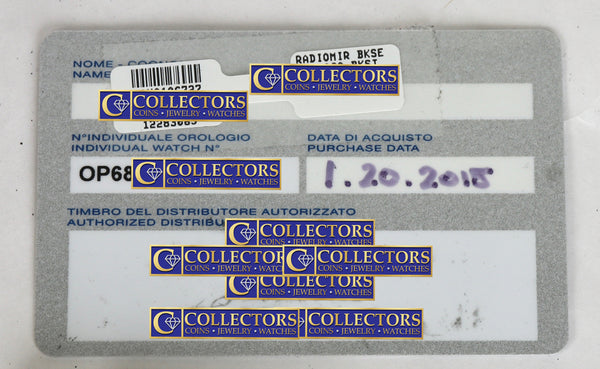 NOME - COGN
NAME
RADIOMIR BKSE
COLLECTORS
COINS • JEWELRY • WATCHES
COLLECTORS
COINS • JEWELRY • WATCHES
N°INDIVIDUALE OROLOGIO
INDIVIDUAL WATCH N°
DATA DI ACQUISTO
PURCHASE DATA
OP68
COLLECTORS
COINS • JEWELRY • WATCHES
1.20.2015
TIMBRO DEL DISTRIBUTORE AUTORIZZATO
AUTHORIZED DISTRIBU
COLLECTORS
COINS • JEWELRY • WATCHES
COLLECTORS
COINS • JEWELRY • WATCHES
COLLECTORS
COINS • JEWELRY • WATCHES
COLLECTORS
COINS • JEWELRY • WATCHES
COLLECTORS
COINS • JEWELRY • WATCHES
COLLECTORS
COINS • JEWELRY • WATCHES